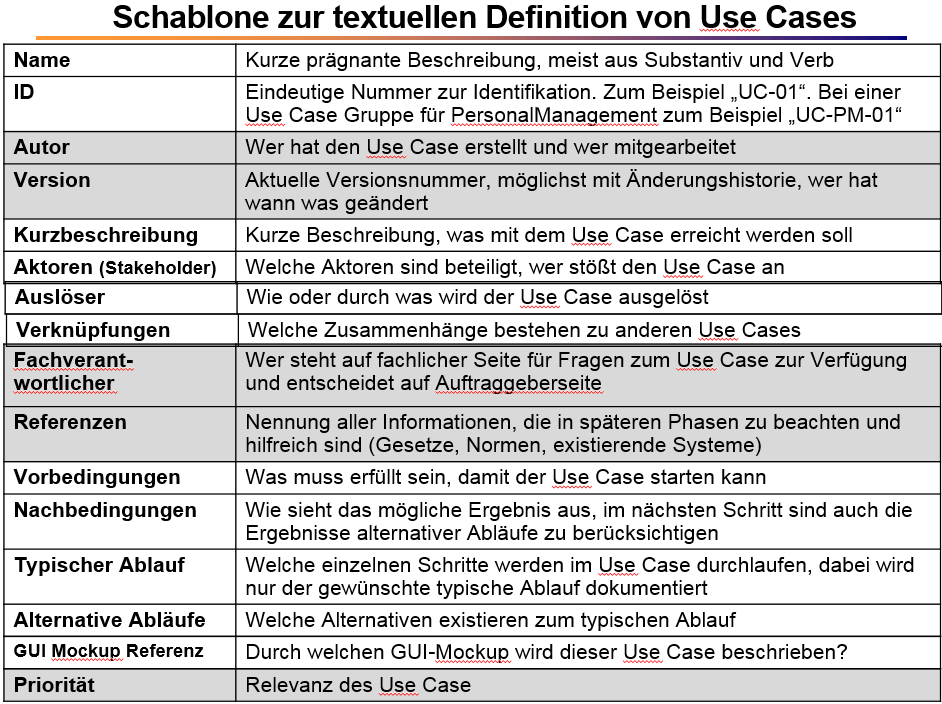 Schablone zur textuellen Definition von Use Cases
Name Kurze prägnante Beschreibung, meist aus Substantiv und Verb
ID Eindeutige Nummer zur Identifikation. Zum Beispiel „UC-01“. Bei einer
Use Case Gruppe für PersonalManagement zum Beispiel „UC-PM-01“
Autor Wer hat den Use Case erstellt und wer mitgearbeitet
Version Aktuelle Versionsnummer, möglichst mit Änderungshistorie, wer hat
wann was geändert
Kurzbeschreibung Kurze Beschreibung, was mit dem Use Case erreicht werden soll
Aktoren (Stakeholder) Welche Aktoren sind beteiligt, wer stößt den Use Case an
Auslöser Wie oder durch was wird der Use Case ausgelöst
Verknüpfungen Welche Zusammenhänge bestehen zu anderen Use Cases
Fachverant- Wer steht auf fachlicher Seite für Fragen zum Use Case zur Verfügung
wortlicher und entscheidet auf Auftraggeberseite
Referenzen Nennung aller Informationen, die in späteren Phasen zu beachten und
hilfreich sind (Gesetze, Normen, existierende Systeme)
Vorbedingungen Was muss erfüllt sein, damit der Use Case starten kann
Nachbedingungen Wie sieht das mögliche Ergebnis aus, im nächsten Schritt sind auch die
Ergebnisse alternativer Abläufe zu berücksichtigen
Typischer Ablauf Welche einzelnen Schritte werden im Use Case durchlaufen, dabei wird
nur der gewünschte typische Ablauf dokumentiert
Alternative Abläufe Welche Alternativen existieren zum typischen Ablauf
GUI Mockup Referenz Durch welchen GUI-Mockup wird dieser Use Case beschrieben?
Priorität Relevanz des Use Case